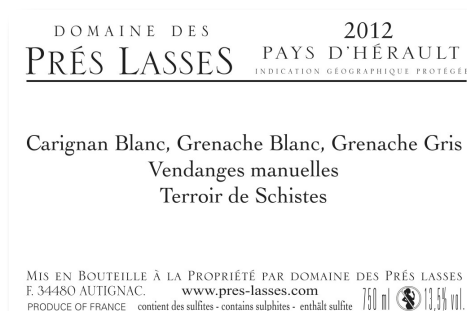 DOMAINE DES
PRÉS LASSES
2012
PAYS D'HÉRAULT
INDICATION GÉOGRAPHIQUE PROTÉGÉE
Carignan Blanc, Grenache Blanc, Grenache Gris
Vendanges manuelles
Terroir de Schistes
MIS EN BOUTEILLE À LA PROPRIÉTÉ PAR DOMAINE DES PRÉS LASSES
F. 34480 AUTIGNAC. www.pres-lasses.com
PRODUCE OF FRANCE contient des sulfites - contains sulphites - enthält sulfite 750 ml 13,5% vol.